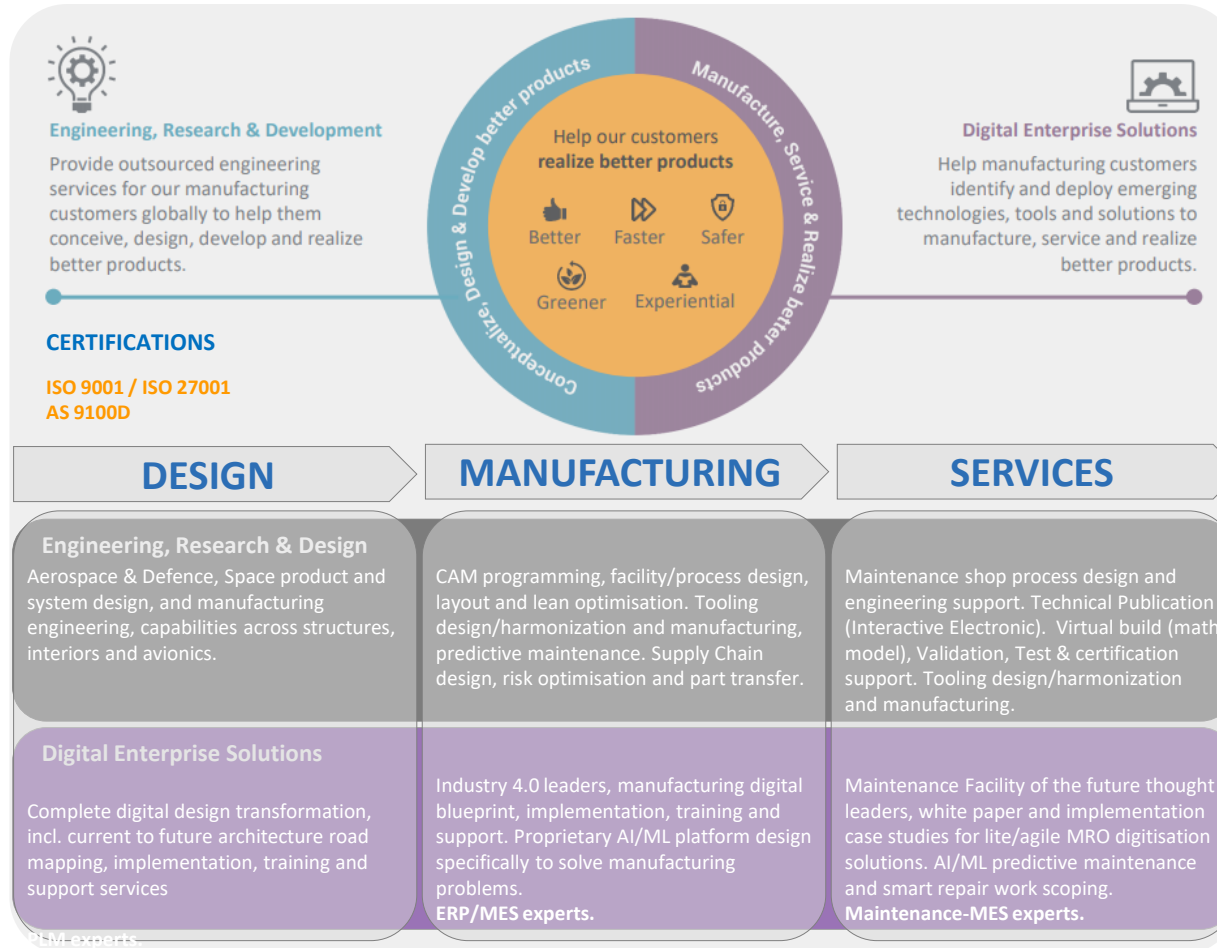 Engineering, Research & Development
Provide outsourced engineering
services for our manufacturing
customers globally to help them
conceive, design, develop and realize
better products.
Conceptualize, Design & Develop better products
Manufacture, Service & Realize better products
Help our customers
realize better products
Better Faster Safer
Greener Experiential
Digital Enterprise Solutions
Help manufacturing customers
identify and deploy emerging
technologies, tools and solutions to
manufacture, service and realize
better products.
CERTIFICATIONS
ISO 9001 / ISO 27001
AS 9100D
DESIGN
MANUFACTURING
SERVICES
Engineering, Research & Design
Aerospace & Defence, Space product and
system design, and manufacturing
engineering, capabilities across structures,
interiors and avionics.
CAM programming, facility/process design,
layout and lean optimisation. Tooling
design/harmonization and manufacturing,
predictive maintenance. Supply Chain
design, risk optimisation and part transfer.
Maintenance shop process design and
engineering support. Technical Publication
(Interactive Electronic). Virtual build (math
model), Validation, Test & certification
support. Tooling design/harmonization
and manufacturing.
Digital Enterprise Solutions
Complete digital design transformation,
incl. current to future architecture road
mapping, implementation, training and
support services
PLM experts.
Industry 4.0 leaders, manufacturing digital
blueprint, implementation, training and
support. Proprietary AI/ML platform design
specifically to solve manufacturing
problems.
ERP/MES experts.
Maintenance Facility of the future thought
leaders, white paper and implementation
case studies for lite/agile MRO digitisation
solutions. AI/ML predictive maintenance
and smart repair work scoping.
Maintenance-MES experts.